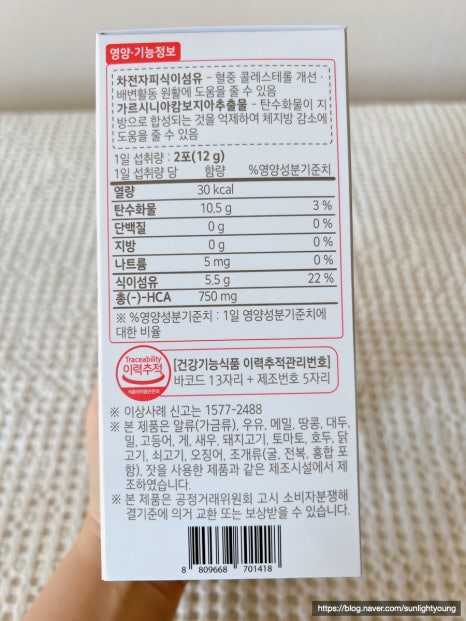 영양·기능정보
차전자피식이섬유 - 혈중 콜레스테롤 개선 ·
배변활동 원활에 도움을 줄 수 있음
가르시니아캄보지아추출물 - 탄수화물이 지
방으로 합성되는 것을 억제하여 체지방 감소에
도움을 줄 수 있음
1일 섭취량 : 2포(12 g)
1일 섭취량 당 함량 %영양성분기준치
열량 30 kcal
탄수화물 10.5 g 3 %
단백질 0 g 0 %
지방 0 g 0 %
나트륨 5 mg 0 %
식이섬유 5.5 g 22 %
총(-)-HCA 750 mg
※ %영양성분기준치 : 1일 영양성분기준치에
대한 비율
Traceability
이력추적
식품의약품안전처
[건강기능식품 이력추적관리번호]
바코드 13자리 + 제조번호 5자리
※ 이상사례 신고는 1577-2488
※ 본 제품은 알류(가금류), 우유, 메밀, 땅콩, 대두,
밀, 고등어, 게, 새우, 돼지고기, 토마토, 호두, 닭
고기, 쇠고기, 오징어, 조개류(굴, 전복, 홍합 포
함), 잣을 사용한 제품과 같은 제조시설에서 제
조하였습니다.
※ 본 제품은 공정거래위원회 고시 소비자분쟁해
결기준에 의거 교환 또는 보상받을 수 있습니다.
8 809668 701418
https://blog.naver.com/sunlightyoung